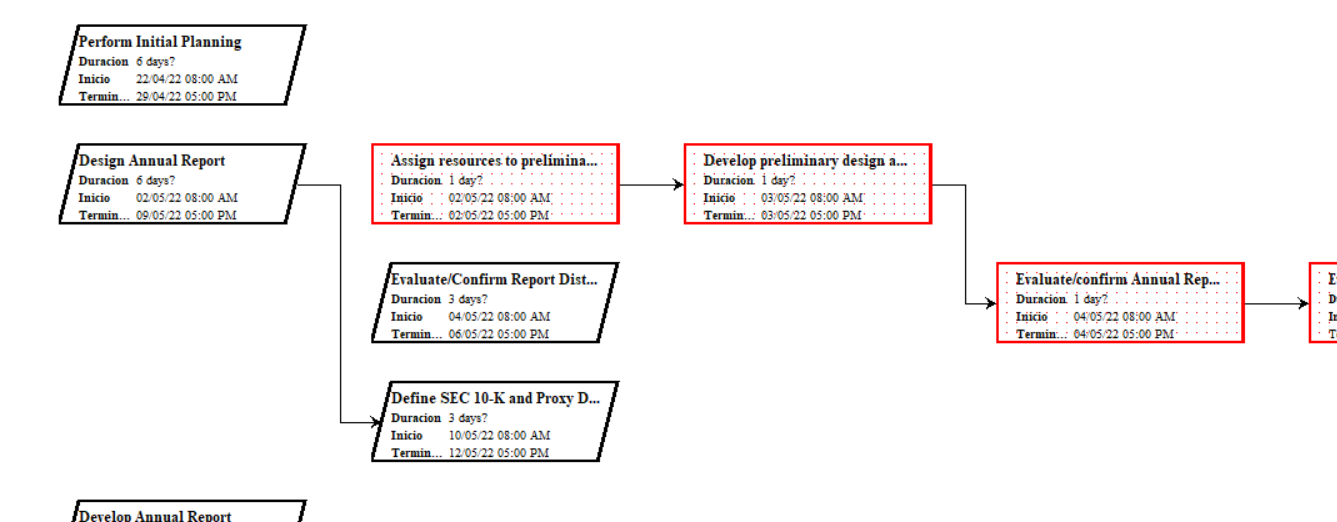 Perform Initial Planning
Duracion 6 days?
Inicio 22/04/22 08:00 AM
Termin... 29/04/22 05:00 PM
Design Annual Report
Duracion 6 days?
Inicio 02/05/22 08:00 AM
Termin... 09/05/22 05:00 PM
Assign resources to prelimina...
Duracion 1 day?
Inicio 02/05/22 08:00 AM
Termin... 02/05/22 05:00 PM
Develop preliminary design a...
Duracion 1 day?
Inicio 03/05/22 08:00 AM
Termin... 03/05/22 05:00 PM
Evaluate/Confirm Report Dist...
Duracion 3 days?
Inicio 04/05/22 08:00 AM
Termin... 06/05/22 05:00 PM
Evaluate/confirm Annual Rep...
Duracion 1 day?
Inicio 04/05/22 08:00 AM
Termin... 04/05/22 05:00 PM
Define SEC 10-K and Proxy D...
Duracion 3 days?
Inicio 10/05/22 08:00 AM
Termin... 12/05/22 05:00 PM
Develop Annual Report